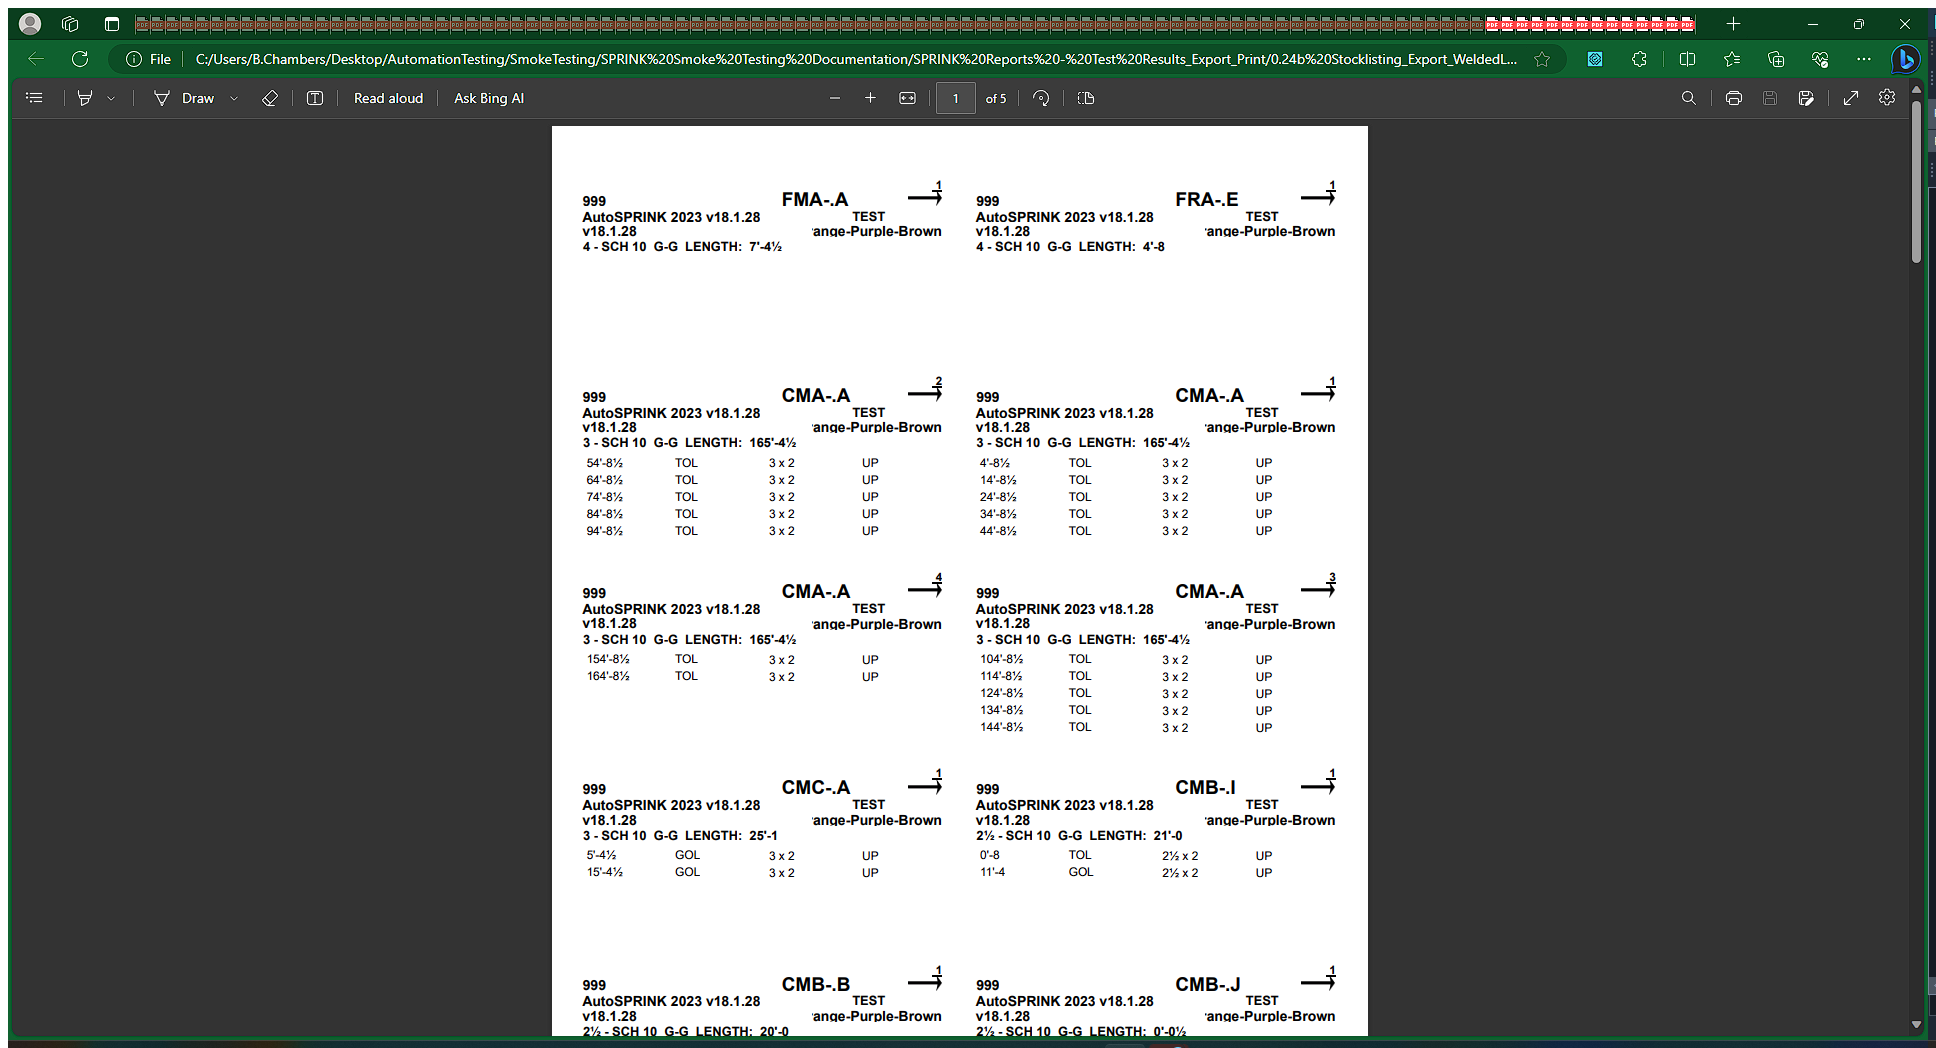 File C:/Users/B.Chambers/Desktop/AutomationTesting/SmokeTesting/SPRINK%20Smoke%20Testing%20Documentation/SPRINK%20Reports%20-%20Test%20Results_Export_Print/0.24b%20Stocklisting_Export_WeldedL...
Draw Read aloud Ask Bing AI 1 of 5
999 FMA-.A 1
AutoSPRINK 2023 v18.1.28 TEST
v18.1.28 ange-Purple-Brown
4 - SCH 10 G-G LENGTH: 7'-4½
999 FRA-.E 1
AutoSPRINK 2023 v18.1.28 TEST
v18.1.28 ange-Purple-Brown
4 - SCH 10 G-G LENGTH: 4'-8
999 CMA-.A 2
AutoSPRINK 2023 v18.1.28 TEST
v18.1.28 ange-Purple-Brown
3 - SCH 10 G-G LENGTH: 165'-4½
54'-8½ TOL 3 x 2 UP
64'-8½ TOL 3 x 2 UP
74'-8½ TOL 3 x 2 UP
84'-8½ TOL 3 x 2 UP
94'-8½ TOL 3 x 2 UP
999 CMA-.A 1
AutoSPRINK 2023 v18.1.28 TEST
v18.1.28 ange-Purple-Brown
3 - SCH 10 G-G LENGTH: 165'-4½
4'-8½ TOL 3 x 2 UP
14'-8½ TOL 3 x 2 UP
24'-8½ TOL 3 x 2 UP
34'-8½ TOL 3 x 2 UP
44'-8½ TOL 3 x 2 UP
999 CMA-.A 4
AutoSPRINK 2023 v18.1.28 TEST
v18.1.28 ange-Purple-Brown
3 - SCH 10 G-G LENGTH: 165'-4½
154'-8½ TOL 3 x 2 UP
164'-8½ TOL 3 x 2 UP
999 CMA-.A 3
AutoSPRINK 2023 v18.1.28 TEST
v18.1.28 ange-Purple-Brown
3 - SCH 10 G-G LENGTH: 165'-4½
104'-8½ TOL 3 x 2 UP
114'-8½ TOL 3 x 2 UP
124'-8½ TOL 3 x 2 UP
134'-8½ TOL 3 x 2 UP
144'-8½ TOL 3 x 2 UP
999 CMC-.A 1
AutoSPRINK 2023 v18.1.28 TEST
v18.1.28 ange-Purple-Brown
3 - SCH 10 G-G LENGTH: 25'-1
5'-4½ GOL 3 x 2 UP
15'-4½ GOL 3 x 2 UP
999 CMB-.I 1
AutoSPRINK 2023 v18.1.28 TEST
v18.1.28 ange-Purple-Brown
2½ - SCH 10 G-G LENGTH: 21'-0
0'-8 TOL 2½ x 2 UP
11'-4 GOL 2½ x 2 UP
999 CMB-.B 1
AutoSPRINK 2023 v18.1.28 TEST
v18.1.28 ange-Purple-Brown
2½ - SCH 10 G-G LENGTH: 20'-0
999 CMB-.J 1
AutoSPRINK 2023 v18.1.28 TEST
v18.1.28 ange-Purple-Brown
2½ - SCH 10 G-G LENGTH: 0'-0½